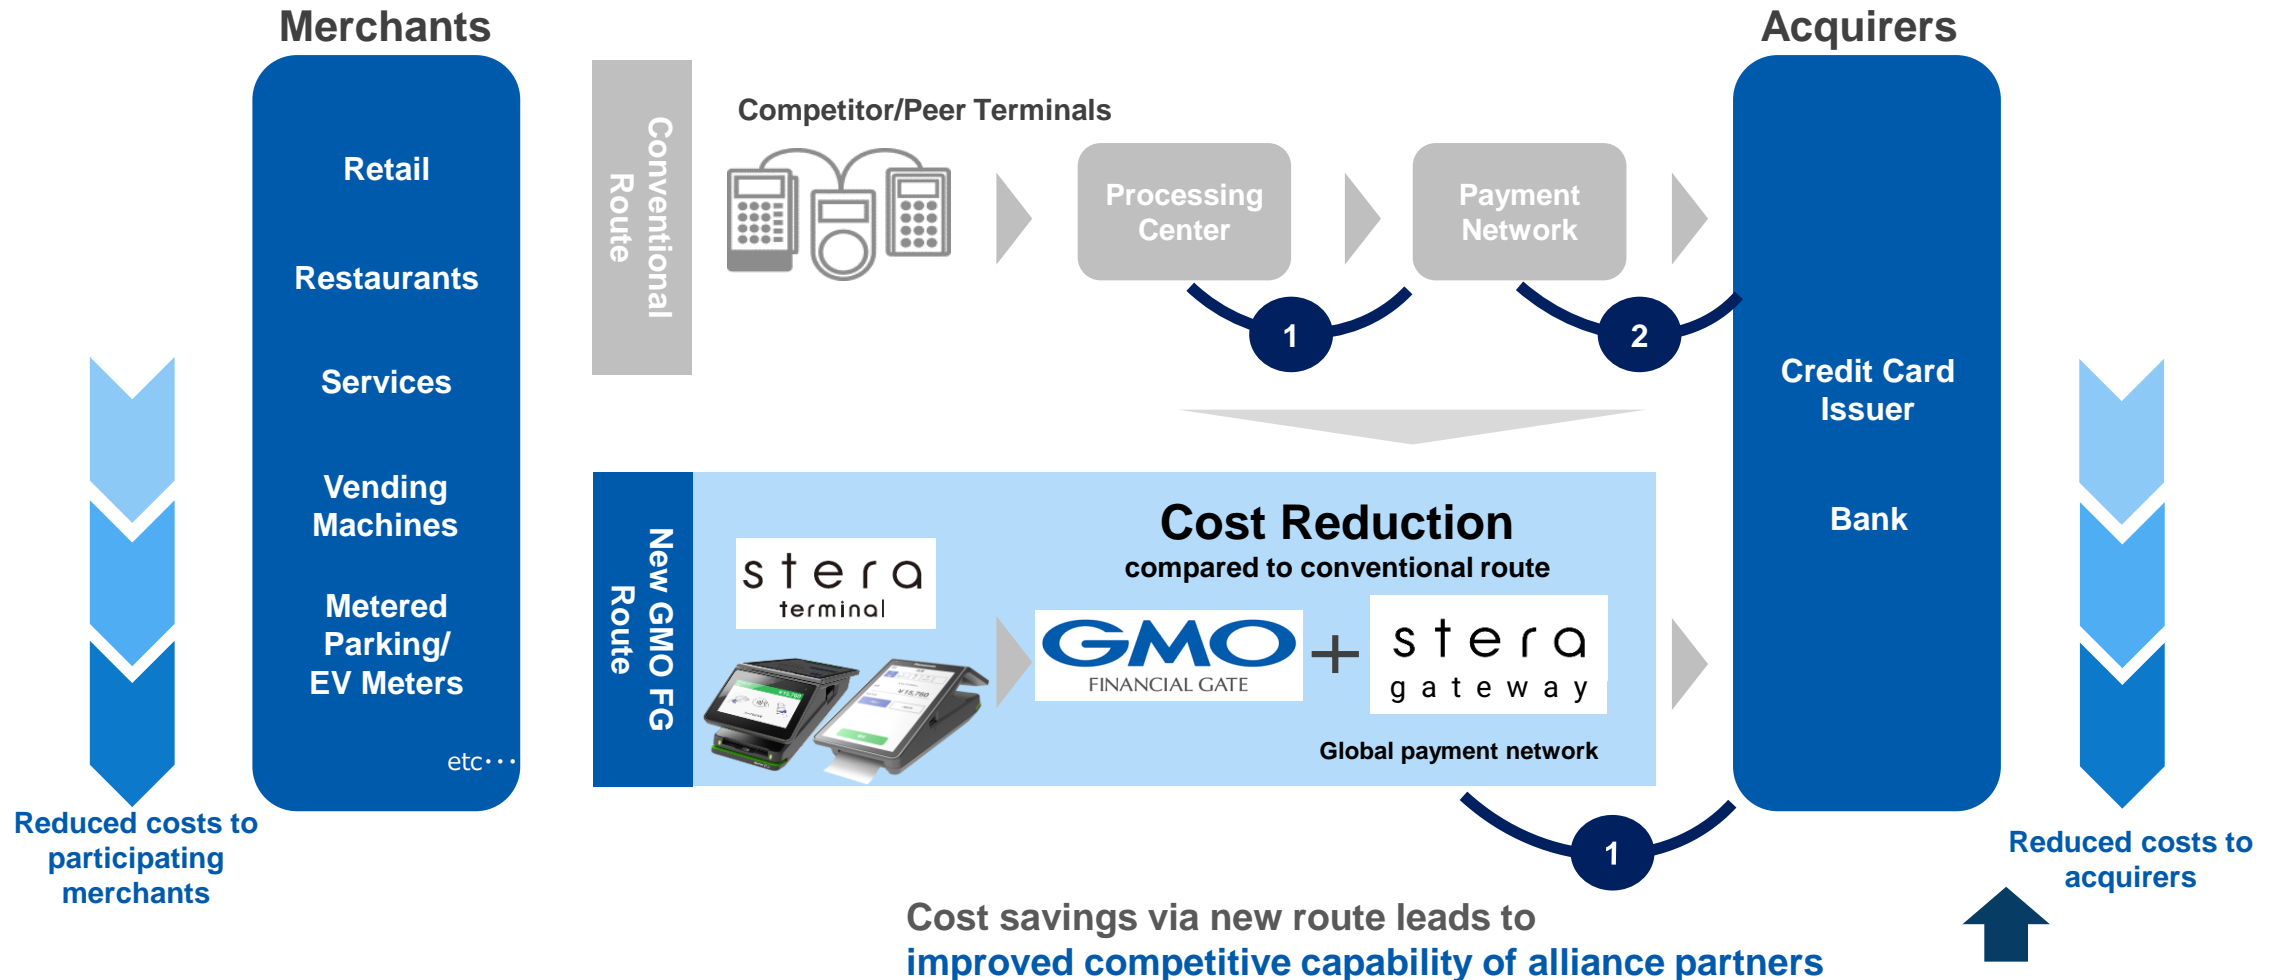 Merchants
Acquirers
Retail
Restaurants
Services
Vending
Machines
Metered
Parking/
EV Meters
etc･･･
Reduced costs to
participating
merchants
Conventional
Route
Competitor/Peer Terminals
Processing
Center
Payment
Network
1
2
New GMO FG
Route
stera
terminal
Cost Reduction
compared to conventional route
GMO
FINANCIAL GATE
+
stera
gateway
Global payment network
1
Credit Card
Issuer
Bank
Reduced costs to
acquirers
Cost savings via new route leads to
improved competitive capability of alliance partners